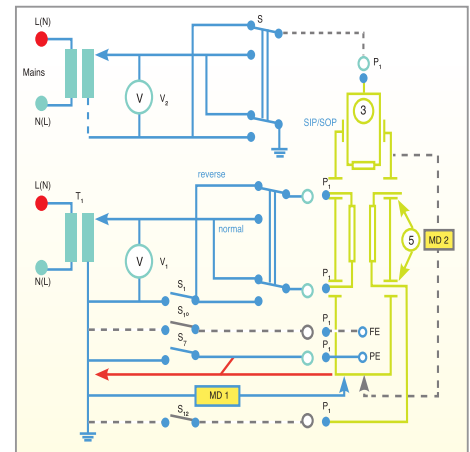 L(N)
S
P1
Mains
V
V2
3
SIP/SOP
N(L)
reverse
L(N)
T1
P1
normal
5
MD 2
V
V1
N(L)
S1
P1
S10
P1
FE
S7
P1
PE
MD 1
S12
P1